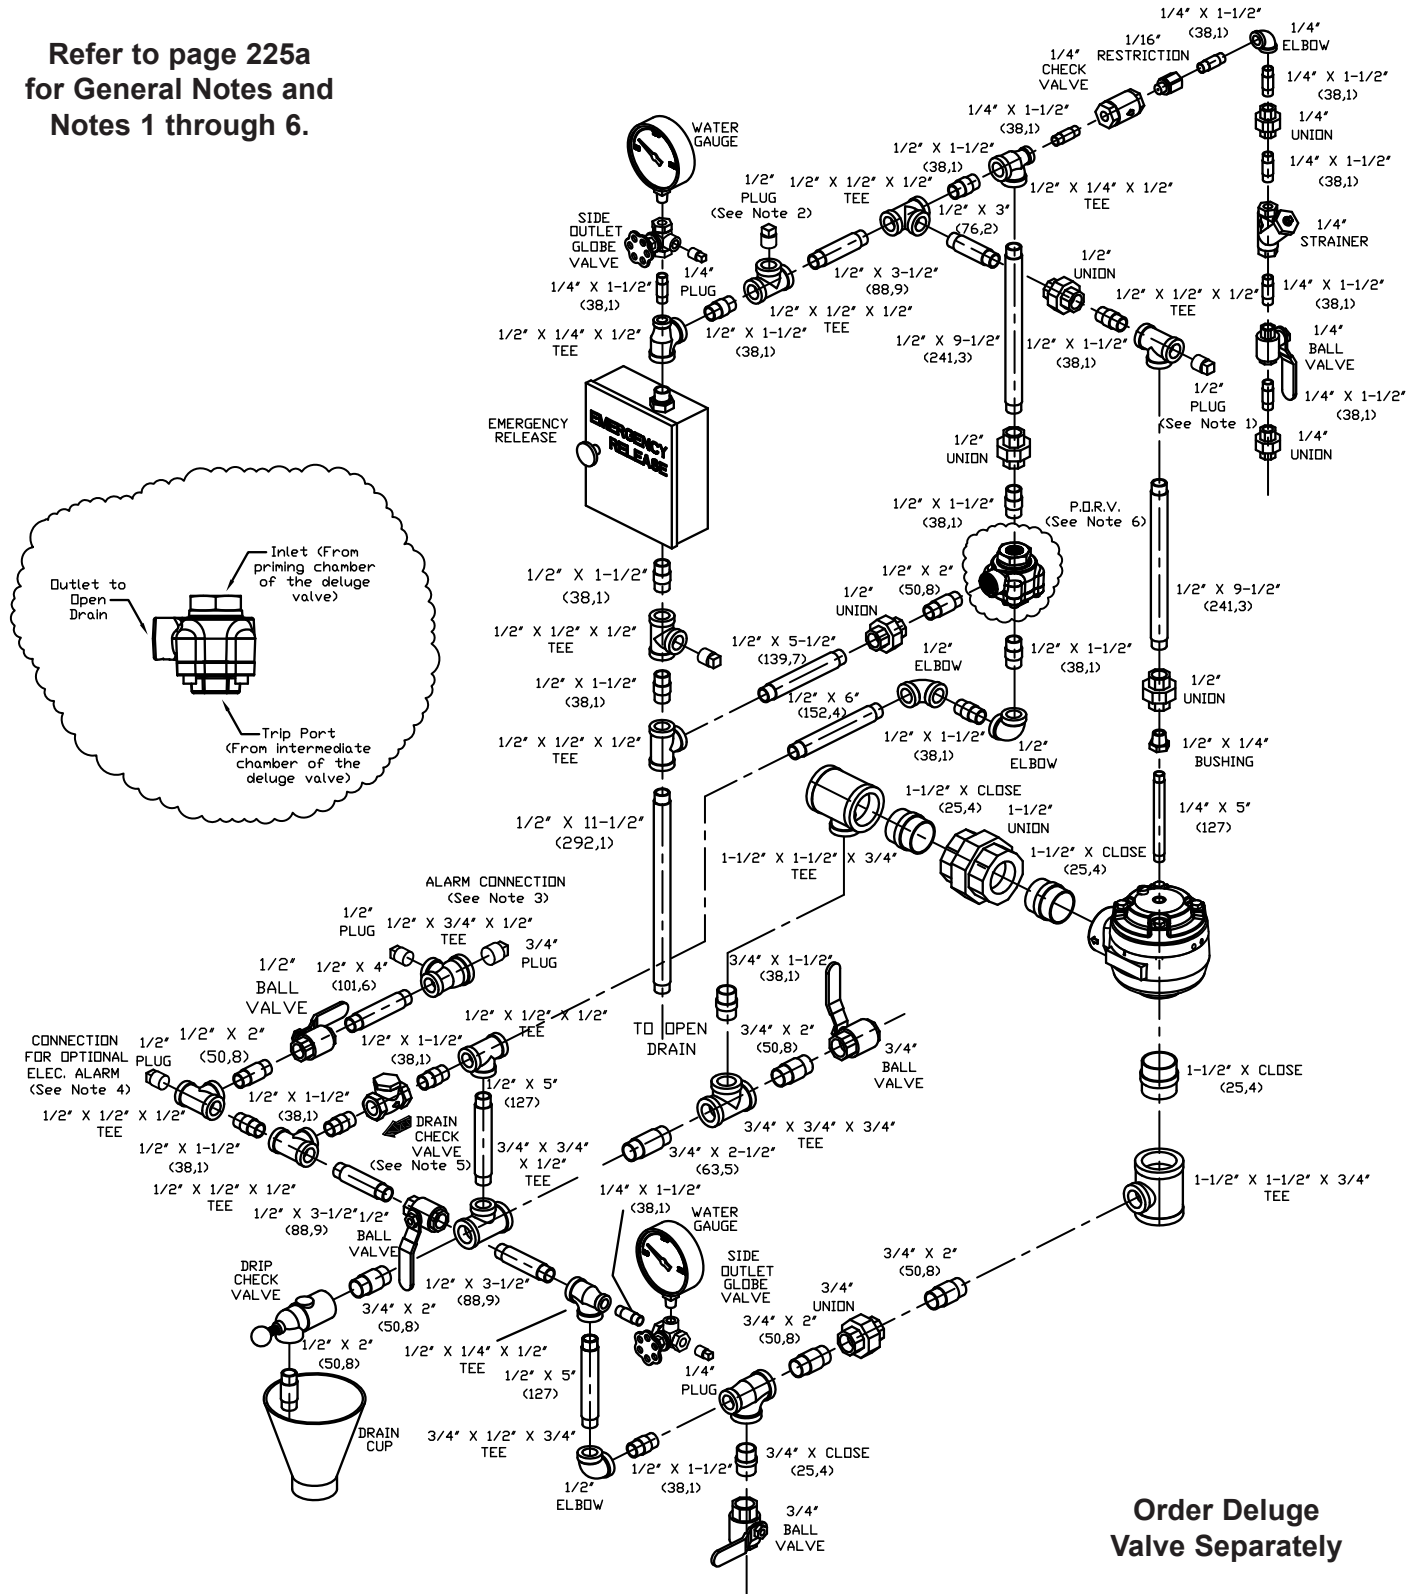 Refer to page 225a
for General Notes and
Notes 1 through 6.
1/4" X 1-1/2"
(38,1)
1/4"
ELBOW
1/16"
RESTRICTION
1/4"
CHECK
VALVE
1/4" X 1-1/2"
(38,1)
1/4"
UNION
1/4" X 1-1/2"
(38,1)
1/4"
STRAINER
1/4" X 1-1/2"
(38,1)
1/4"
BALL
VALVE
1/4" X 1-1/2"
(38,1)
1/4"
UNION
1/4" X 1-1/2"
(38,1)
1/2" X 1-1/2"
(38,1)
1/2" X 1/4" X 1/2"
TEE
WATER
GAUGE
1/2"
PLUG
(See Note 2)
1/2" X 1/2" X 1/2"
TEE
1/2" X 3"
(76,2)
SIDE
OUTLET
GLOBE
VALVE
1/4"
PLUG
1/4" X 1-1/2"
(38,1)
1/2" X 3-1/2"
(88,9)
1/2"
UNION
1/2" X 1/2" X 1/2"
TEE
1/2" X 1/4" X 1/2"
TEE
1/2" X 1-1/2"
(38,1)
1/2" X 1/2" X 1/2"
TEE
1/2" X 9-1/2"
(241,3)
1/2" X 1-1/2"
(38,1)
1/2"
PLUG
(See Note 1)
EMERGENCY
RELEASE
EMERGENCY
RELEASE
1/2"
UNION
1/2" X 1-1/2"
(38,1)
P.O.R.V.
(See Note 6)
Inlet (From
priming chamber
of the deluge
valve)
Outlet to
Open
Drain
Trip Port
(From intermediate
chamber of the
deluge valve)
1/2" X 1-1/2"
(38,1)
1/2" X 2"
(50,8)
1/2"
UNION
1/2" X 9-1/2"
(241,3)
1/2" X 1/2" X 1/2"
TEE
1/2" X 5-1/2"
(139,7)
1/2"
ELBOW
1/2" X 1-1/2"
(38,1)
1/2" X 1-1/2"
(38,1)
1/2" X 6"
(152,4)
1/2"
UNION
1/2" X 1/2" X 1/2"
TEE
1/2" X 1-1/2"
(38,1)
1/2"
ELBOW
1/2" X 1/4"
BUSHING
1/2" X 11-1/2"
(292,1)
1-1/2" X CLOSE
(25,4)
1-1/2"
UNION
1/4" X 5"
(127)
1-1/2" X 1-1/2" X 3/4"
TEE
1-1/2" X CLOSE
(25,4)
ALARM CONNECTION
(See Note 3)
1/2"
PLUG
1/2" X 3/4" X 1/2"
TEE
3/4"
PLUG
1/2"
BALL
VALVE
1/2" X 4"
(101,6)
3/4" X 1-1/2"
(38,1)
CONNECTION
FOR OPTIONAL
ELEC. ALARM
(See Note 4)
1/2"
PLUG
1/2" X 2"
(50,8)
1/2" X 1-1/2"
(38,1)
1/2" X 1/2" X 1/2"
TEE
TO OPEN
DRAIN
3/4" X 2"
(50,8)
3/4"
BALL
VALVE
1-1/2" X CLOSE
(25,4)
1/2" X 1/2" X 1/2"
TEE
1/2" X 1-1/2"
(38,1)
1/2" X 5"
(127)
DRAIN
CHECK
VALVE
(See Note 5)
3/4" X 3/4"
X 1/2"
TEE
3/4" X 3/4" X 3/4"
TEE
1/2" X 1-1/2"
(38,1)
3/4" X 2-1/2"
(63,5)
1-1/2" X 1-1/2" X 3/4"
TEE
1/2" X 1/2" X 1/2"
TEE
1/2" X 3-1/2"
(88,9)
1/2"
BALL
VALVE
1/4" X 1-1/2"
(38,1)
WATER
GAUGE
SIDE
OUTLET
GLOBE
VALVE
3/4" X 2"
(50,8)
DRIP
CHECK
VALVE
1/2" X 3-1/2"
(88,9)
3/4"
UNION
3/4" X 2"
(50,8)
3/4" X 2"
(50,8)
1/2" X 2"
(50,8)
1/2" X 1/4" X 1/2"
TEE
1/2" X 5"
(127)
1/4"
PLUG
DRAIN
CUP
3/4" X 1/2" X 3/4"
TEE
1/2"
ELBOW
1/2" X 1-1/2"
(38,1)
3/4" X CLOSE
(25,4)
3/4"
BALL
VALVE
Order Deluge
Valve Separately